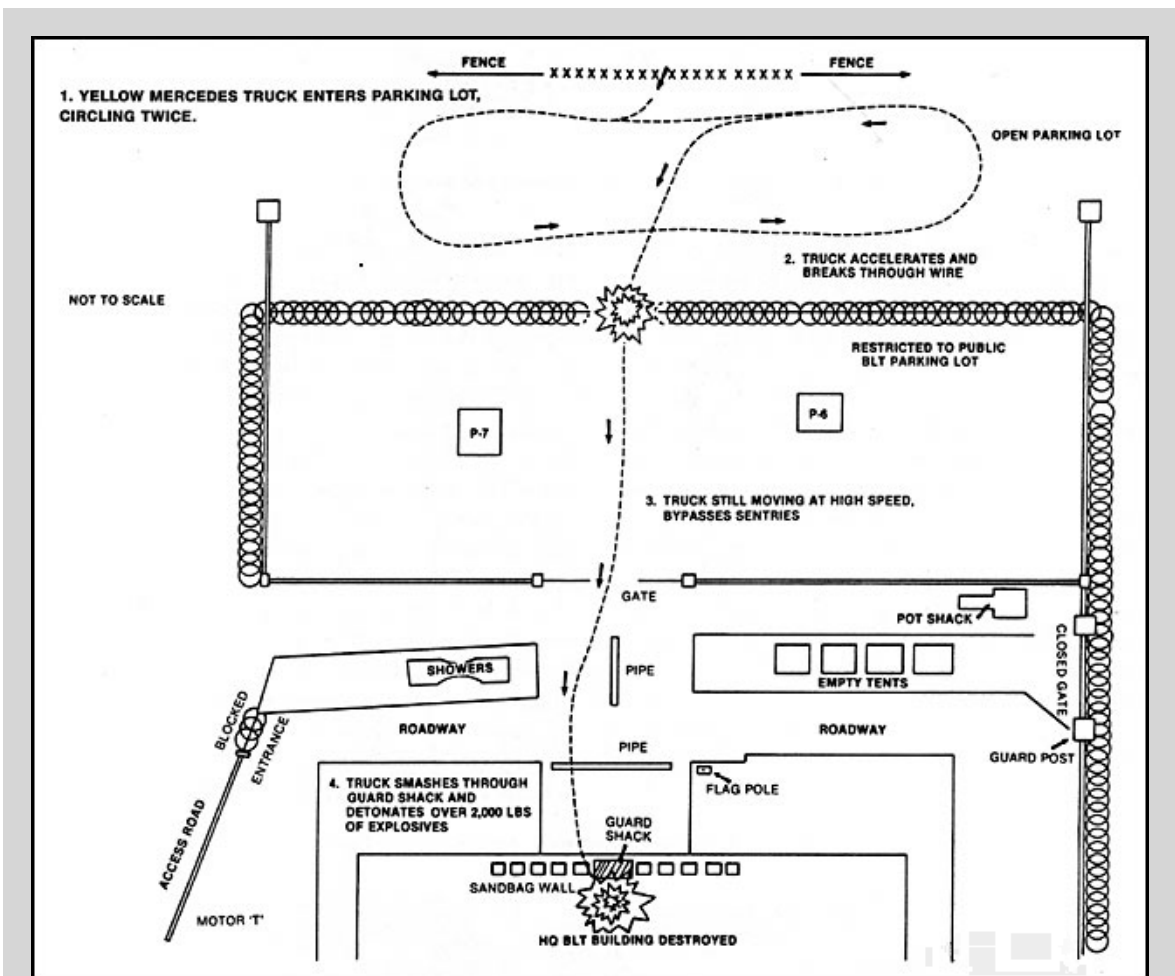 FENCE
XXXXXXXXXXXXX XXXXX
FENCE
1. YELLOW MERCEDES TRUCK ENTERS PARKING LOT,
CIRCLING TWICE.
OPEN PARKING LOT
2. TRUCK ACCELERATES AND
BREAKS THROUGH WIRE
NOT TO SCALE
RESTRICTED TO PUBLIC
BLT PARKING LOT
P-7
P-6
3. TRUCK STILL MOVING AT HIGH SPEED,
BYPASSES SENTRIES
GATE
POT SHACK
CLOSED GATE
SHOWERS
PIPE
EMPTY TENTS
BLOCKED
ENTRANCE
ROADWAY
ROADWAY
PIPE
GUARD POST
4. TRUCK SMASHES THROUGH
GUARD SHACK AND
DETONATES OVER 2,000 LBS
OF EXPLOSIVES
FLAG POLE
GUARD
SHACK
ACCESS ROAD
SANDBAG WALL
MOTOR 'T'
HQ BLT BUILDING DESTROYED